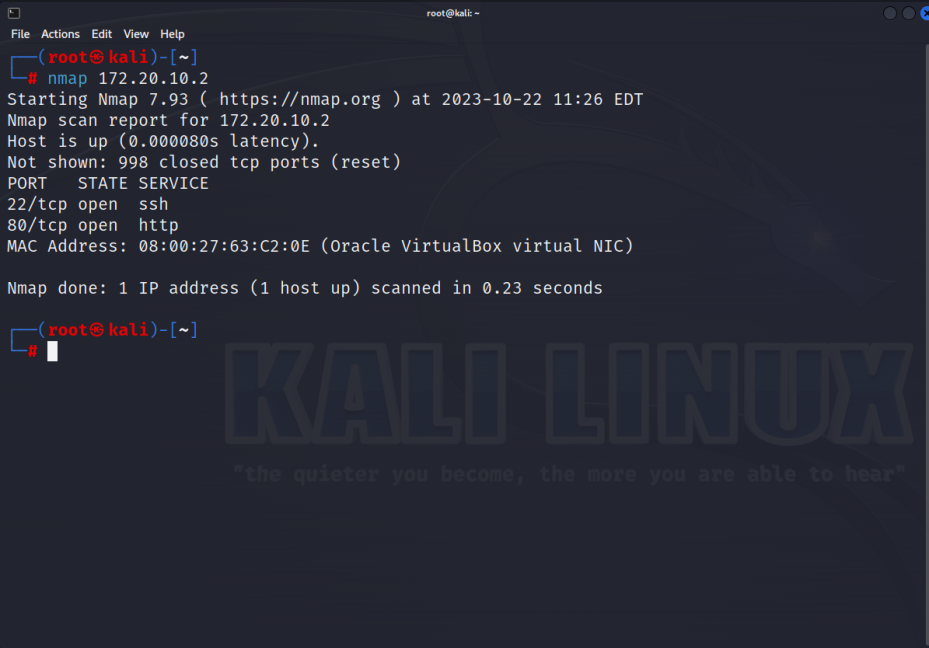 root@kali: ~
File Actions Edit View Help
┌──(root㉿kali)-[~]
└─# nmap 172.20.10.2
Starting Nmap 7.93 ( https://nmap.org ) at 2023-10-22 11:26 EDT
Nmap scan report for 172.20.10.2
Host is up (0.000080s latency).
Not shown: 998 closed tcp ports (reset)
PORT   STATE SERVICE
22/tcp open  ssh
80/tcp open  http
MAC Address: 08:00:27:63:C2:0E (Oracle VirtualBox virtual NIC)
Nmap done: 1 IP address (1 host up) scanned in 0.23 seconds
┌──(root㉿kali)-[~]
└─#
KALI LINUX
"the quieter you become, the more you are able to hear"